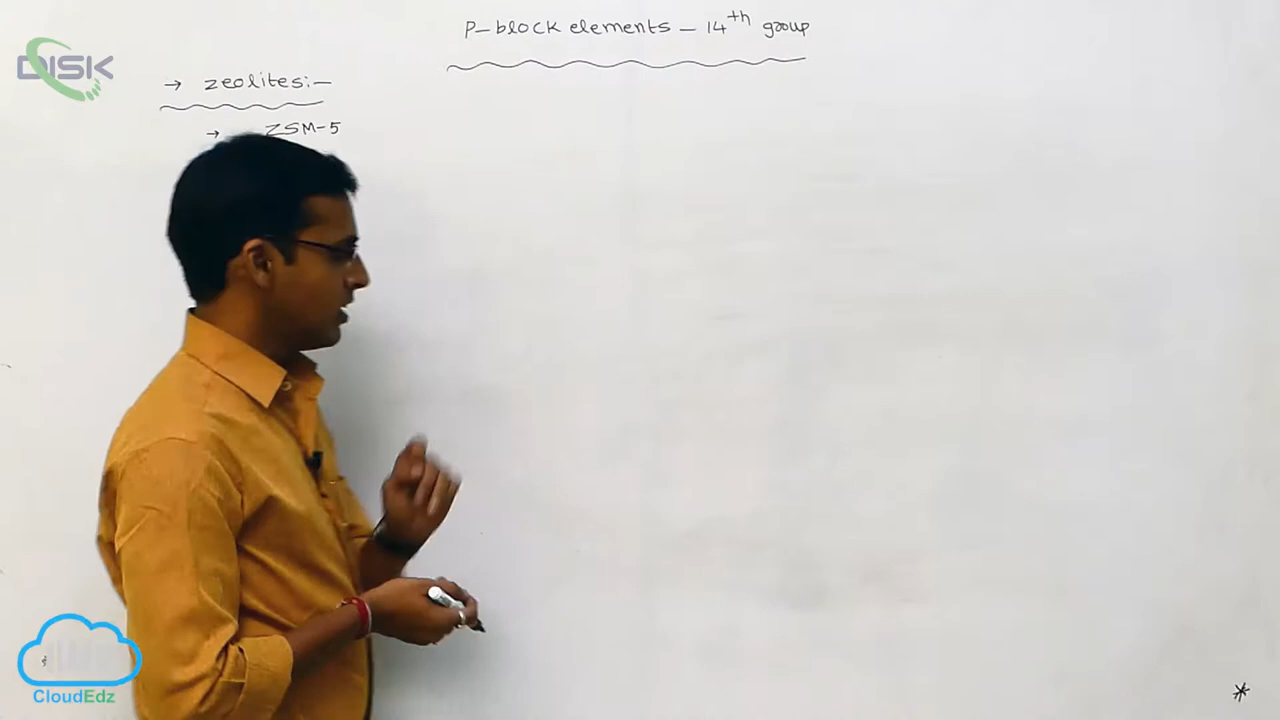 P-block elements - 14th group
DISK
→ zeolites:-
→ ZSM-5
CloudEdz
*